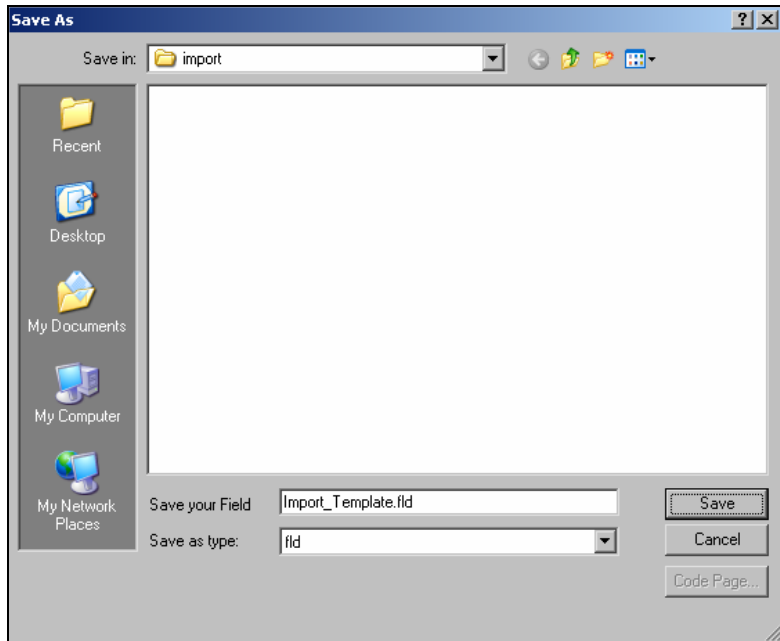 Save As
Save in: import
Recent
Desktop
My Documents
My Computer
My Network
Places
Save your Field Import_Template.fld Save
Save as type: fld Cancel
Code Page...